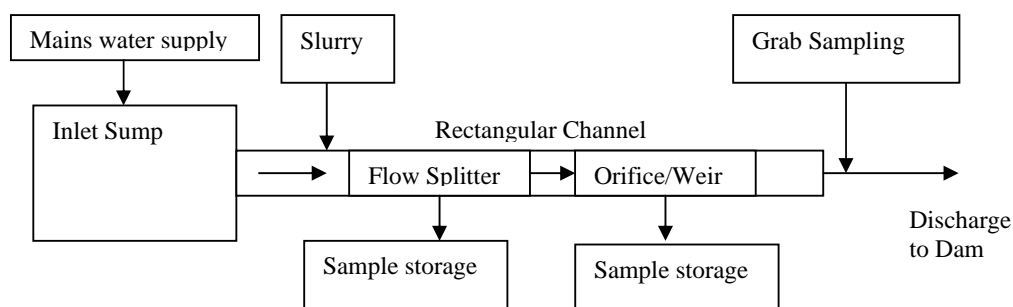 Mains water supply
Slurry
Grab Sampling
Inlet Sump
Rectangular Channel
Flow Splitter
Orifice/Weir
Discharge
to Dam
Sample storage
Sample storage